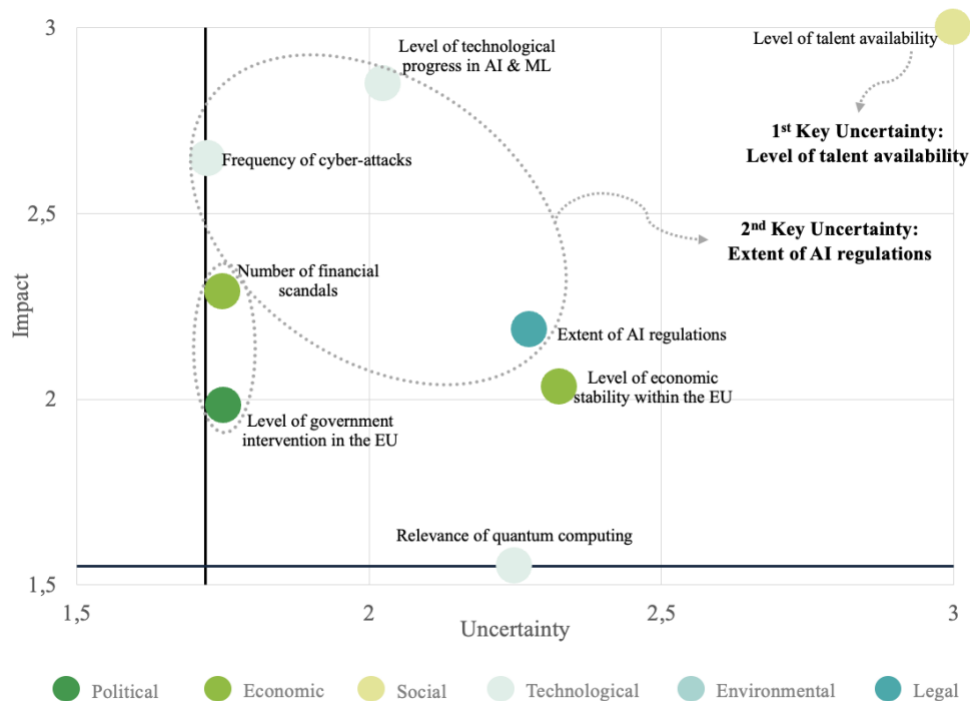 3
Level of technological
progress in AI & ML
Level of talent availability
1st Key Uncertainty:
Level of talent availability
Frequency of cyber-attacks
2,5
2nd Key Uncertainty:
Extent of AI regulations
Number of financial
scandals
Impact
Extent of AI regulations
Level of economic
stability within the EU
2
Level of government
intervention in the EU
Relevance of quantum computing
1,5
1,5
2
2,5
3
Uncertainty
Political
Economic
Social
Technological
Environmental
Legal